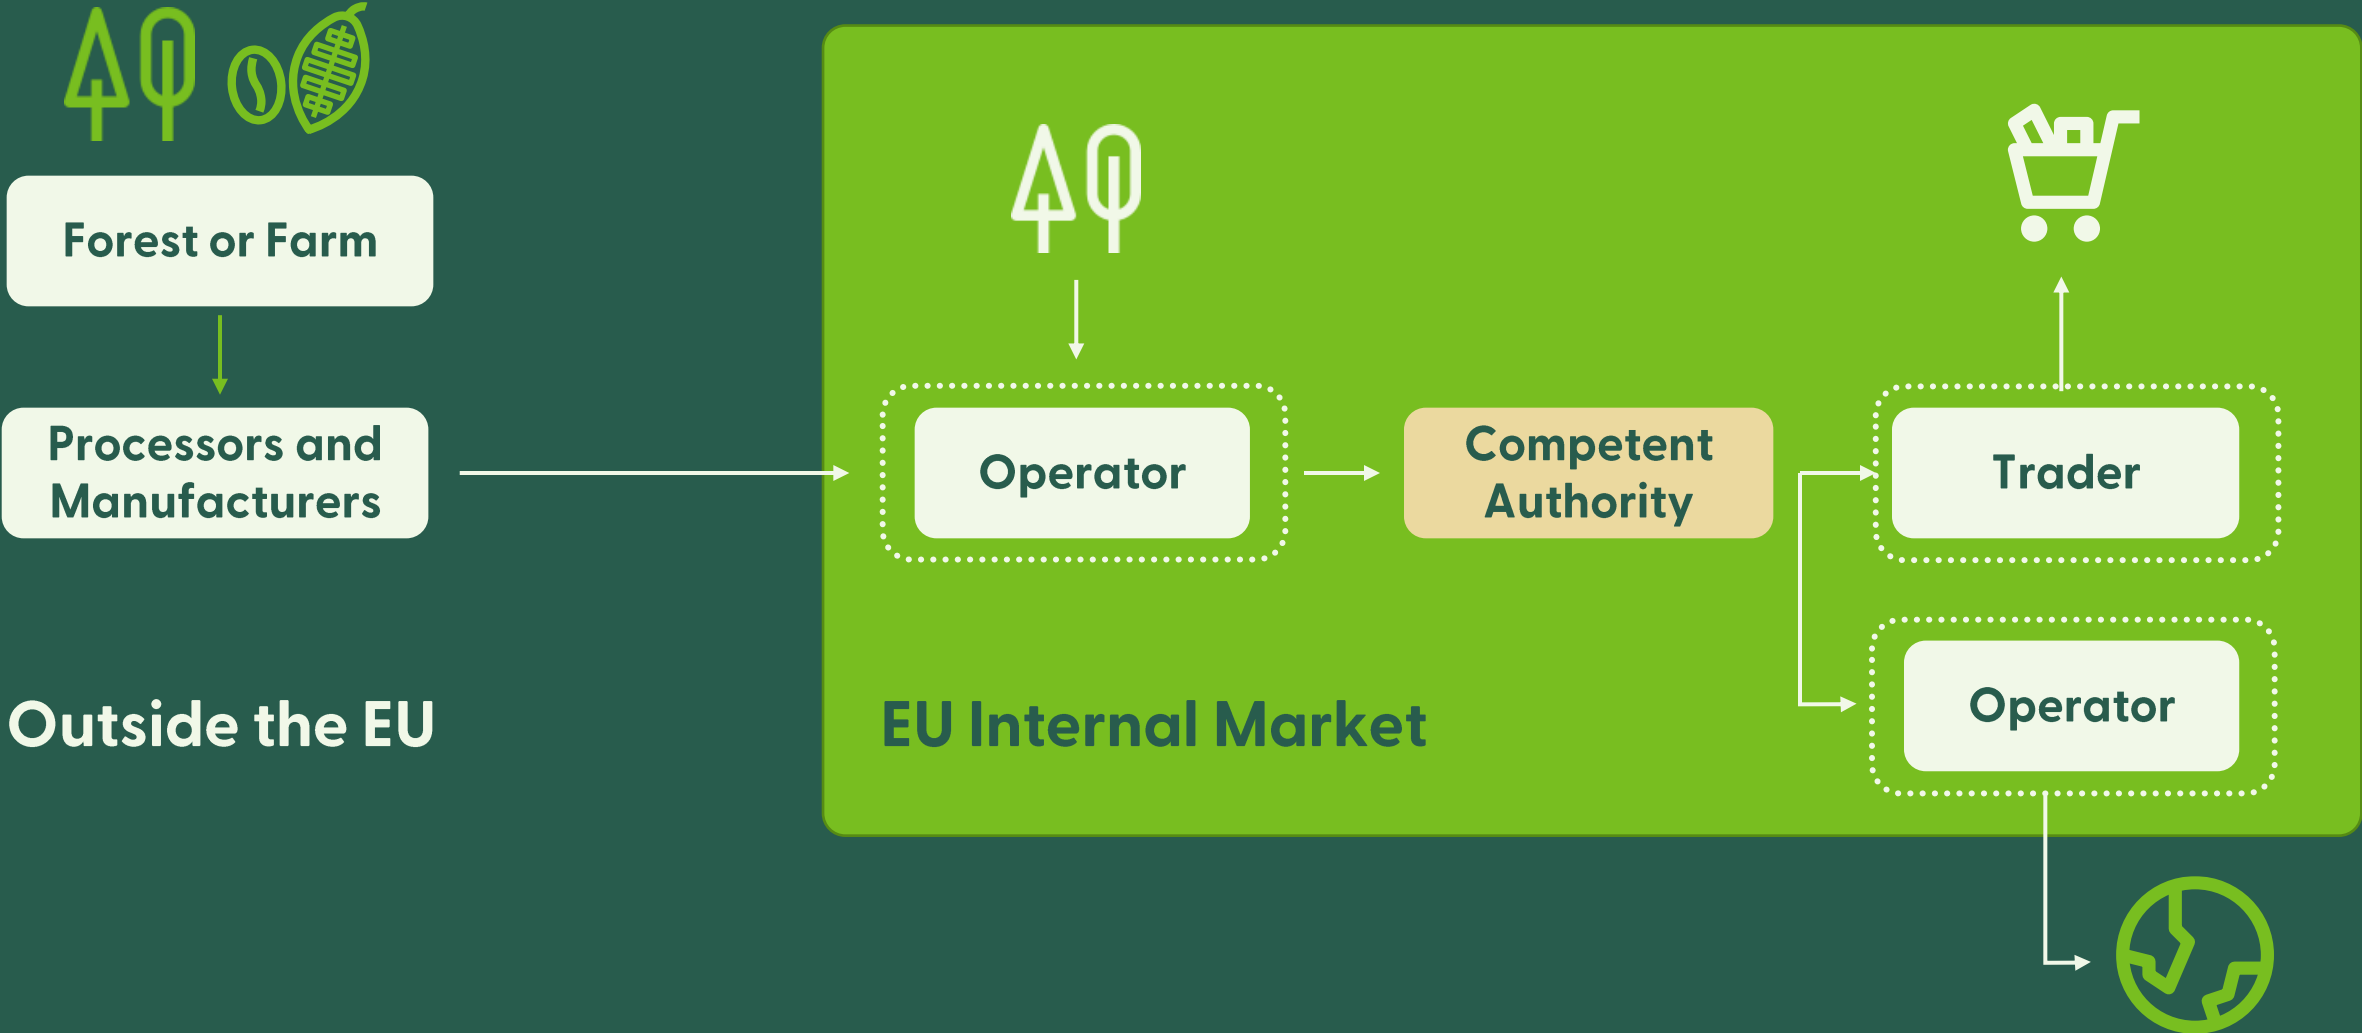 Forest or Farm
Processors and
Manufacturers
Outside the EU
Operator
Competent
Authority
Trader
Operator
EU Internal Market